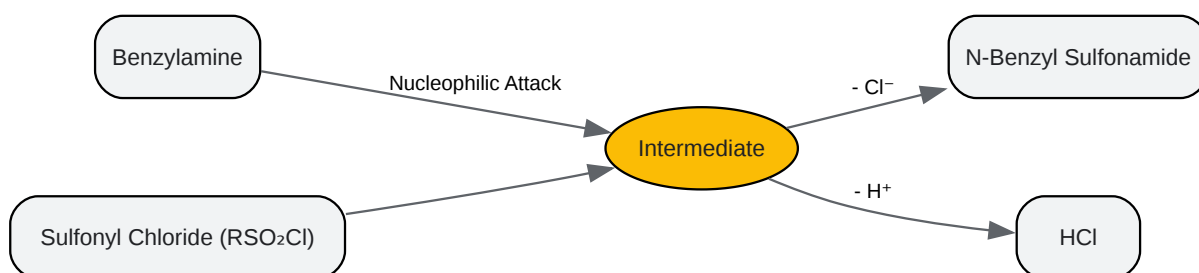 Benzylamine
N-Benzyl Sulfonamide
Nucleophilic Attack
- Cl⁻
Intermediate
- H⁺
Sulfonyl Chloride (RSO₂Cl)
HCl